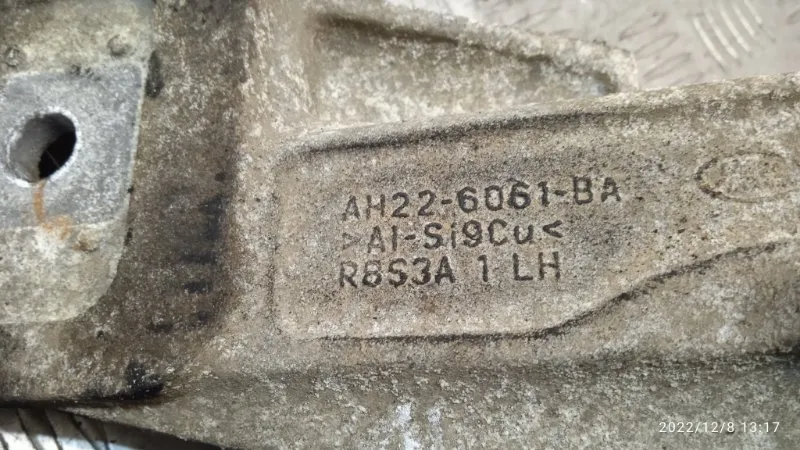 AH22-6061-BA
>Al-Si9Cu<
R8S3A 1 LH
2022/12/8 13:17